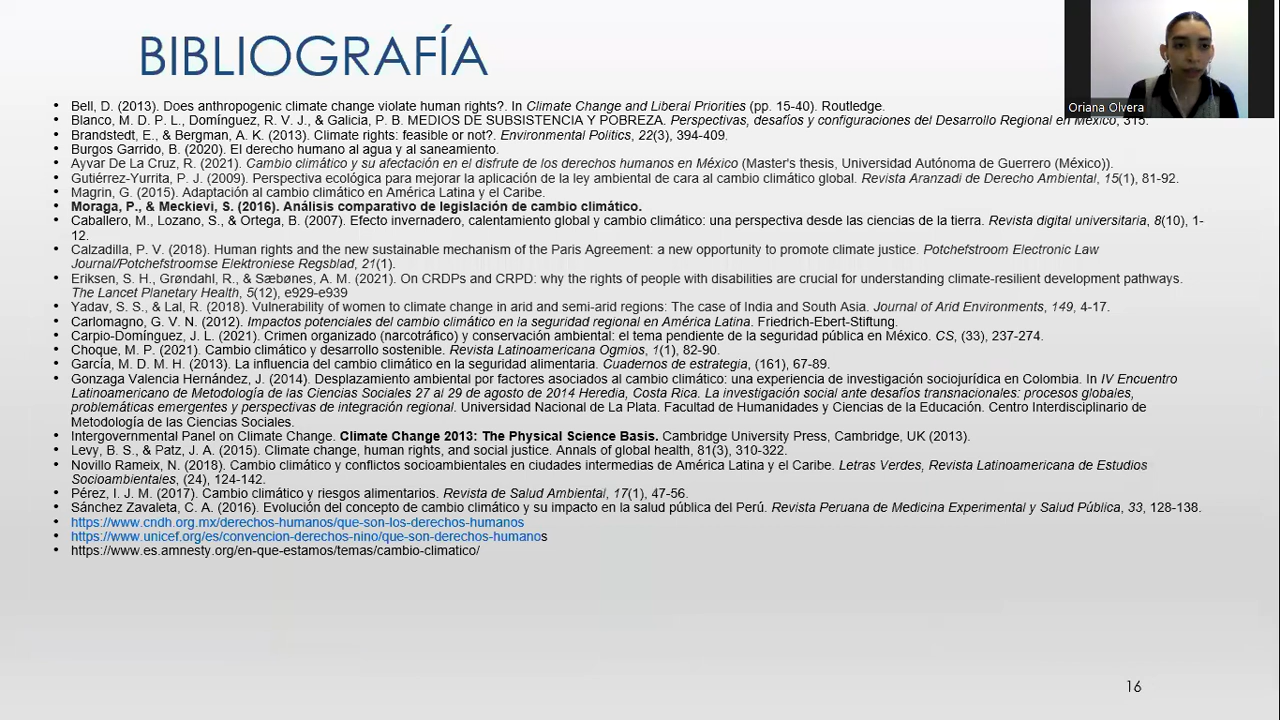 BIBLIOGRAFÍA
Oriana Olvera
• Bell, D. (2013). Does anthropogenic climate change violate human rights?. In Climate Change and Liberal Priorities (pp. 15-40). Routledge.
• Blanco, M. D. P. L., Domínguez, R. V. J., & Galicia, P. B. MEDIOS DE SUBSISTENCIA Y POBREZA. Perspectivas, desafíos y configuraciones del Desarrollo Regional en México, 315.
• Brandstedt, E., & Bergman, A. K. (2013). Climate rights: feasible or not?. Environmental Politics, 22(3), 394-409.
• Burgos Garrido, B. (2020). El derecho humano al agua y al saneamiento.
• Ayvar De La Cruz, R. (2021). Cambio climático y su afectación en el disfrute de los derechos humanos en México (Master's thesis, Universidad Autónoma de Guerrero (México)).
• Gutiérrez-Yurrita, P. J. (2009). Perspectiva ecológica para mejorar la aplicación de la ley ambiental de cara al cambio climático global. Revista Aranzadi de Derecho Ambiental, 15(1), 81-92.
• Magrin, G. (2015). Adaptación al cambio climático en América Latina y el Caribe.
• Moraga, P., & Meckievi, S. (2016). Análisis comparativo de legislación de cambio climático.
• Caballero, M., Lozano, S., & Ortega, B. (2007). Efecto invernadero, calentamiento global y cambio climático: una perspectiva desde las ciencias de la tierra. Revista digital universitaria, 8(10), 1-
12.
• Calzadilla, P. V. (2018). Human rights and the new sustainable mechanism of the Paris Agreement: a new opportunity to promote climate justice. Potchefstroom Electronic Law
Journal/Potchefstroomse Elektroniese Regsblad, 21(1).
• Eriksen, S. H., Grøndahl, R., & Sæbønes, A. M. (2021). On CRDPs and CRPD: why the rights of people with disabilities are crucial for understanding climate-resilient development pathways.
The Lancet Planetary Health, 5(12), e929-e939
• Yadav, S. S., & Lal, R. (2018). Vulnerability of women to climate change in arid and semi-arid regions: The case of India and South Asia. Journal of Arid Environments, 149, 4-17.
• Carlomagno, G. V. N. (2012). Impactos potenciales del cambio climático en la seguridad regional en América Latina. Friedrich-Ebert-Stiftung.
• Carpio-Domínguez, J. L. (2021). Crimen organizado (narcotráfico) y conservación ambiental: el tema pendiente de la seguridad pública en México. CS, (33), 237-274.
• Choque, M. P. (2021). Cambio climático y desarrollo sostenible. Revista Latinoamericana Ogmios, 1(1), 82-90.
• García, M. D. M. H. (2013). La influencia del cambio climático en la seguridad alimentaria. Cuadernos de estrategia, (161), 67-89.
• Gonzaga Valencia Hernández, J. (2014). Desplazamiento ambiental por factores asociados al cambio climático: una experiencia de investigación sociojurídica en Colombia. In IV Encuentro
Latinoamericano de Metodología de las Ciencias Sociales 27 al 29 de agosto de 2014 Heredia, Costa Rica. La investigación social ante desafíos transnacionales: procesos globales,
problemáticas emergentes y perspectivas de integración regional. Universidad Nacional de La Plata. Facultad de Humanidades y Ciencias de la Educación. Centro Interdisciplinario de
Metodología de las Ciencias Sociales.
• Intergovernmental Panel on Climate Change. Climate Change 2013: The Physical Science Basis. Cambridge University Press, Cambridge, UK (2013).
• Levy, B. S., & Patz, J. A. (2015). Climate change, human rights, and social justice. Annals of global health, 81(3), 310-322.
• Novillo Rameix, N. (2018). Cambio climático y conflictos socioambientales en ciudades intermedias de América Latina y el Caribe. Letras Verdes, Revista Latinoamericana de Estudios
Socioambientales, (24), 124-142.
• Pérez, I. J. M. (2017). Cambio climático y riesgos alimentarios. Revista de Salud Ambiental, 17(1), 47-56.
• Sánchez Zavaleta, C. A. (2016). Evolución del concepto de cambio climático y su impacto en la salud pública del Perú. Revista Peruana de Medicina Experimental y Salud Pública, 33, 128-138.
• https://www.cndh.org.mx/derechos-humanos/que-son-los-derechos-humanos
• https://www.unicef.org/es/convencion-derechos-nino/que-son-derechos-humanos
• https://www.es.amnesty.org/en-que-estamos/temas/cambio-climatico/
16